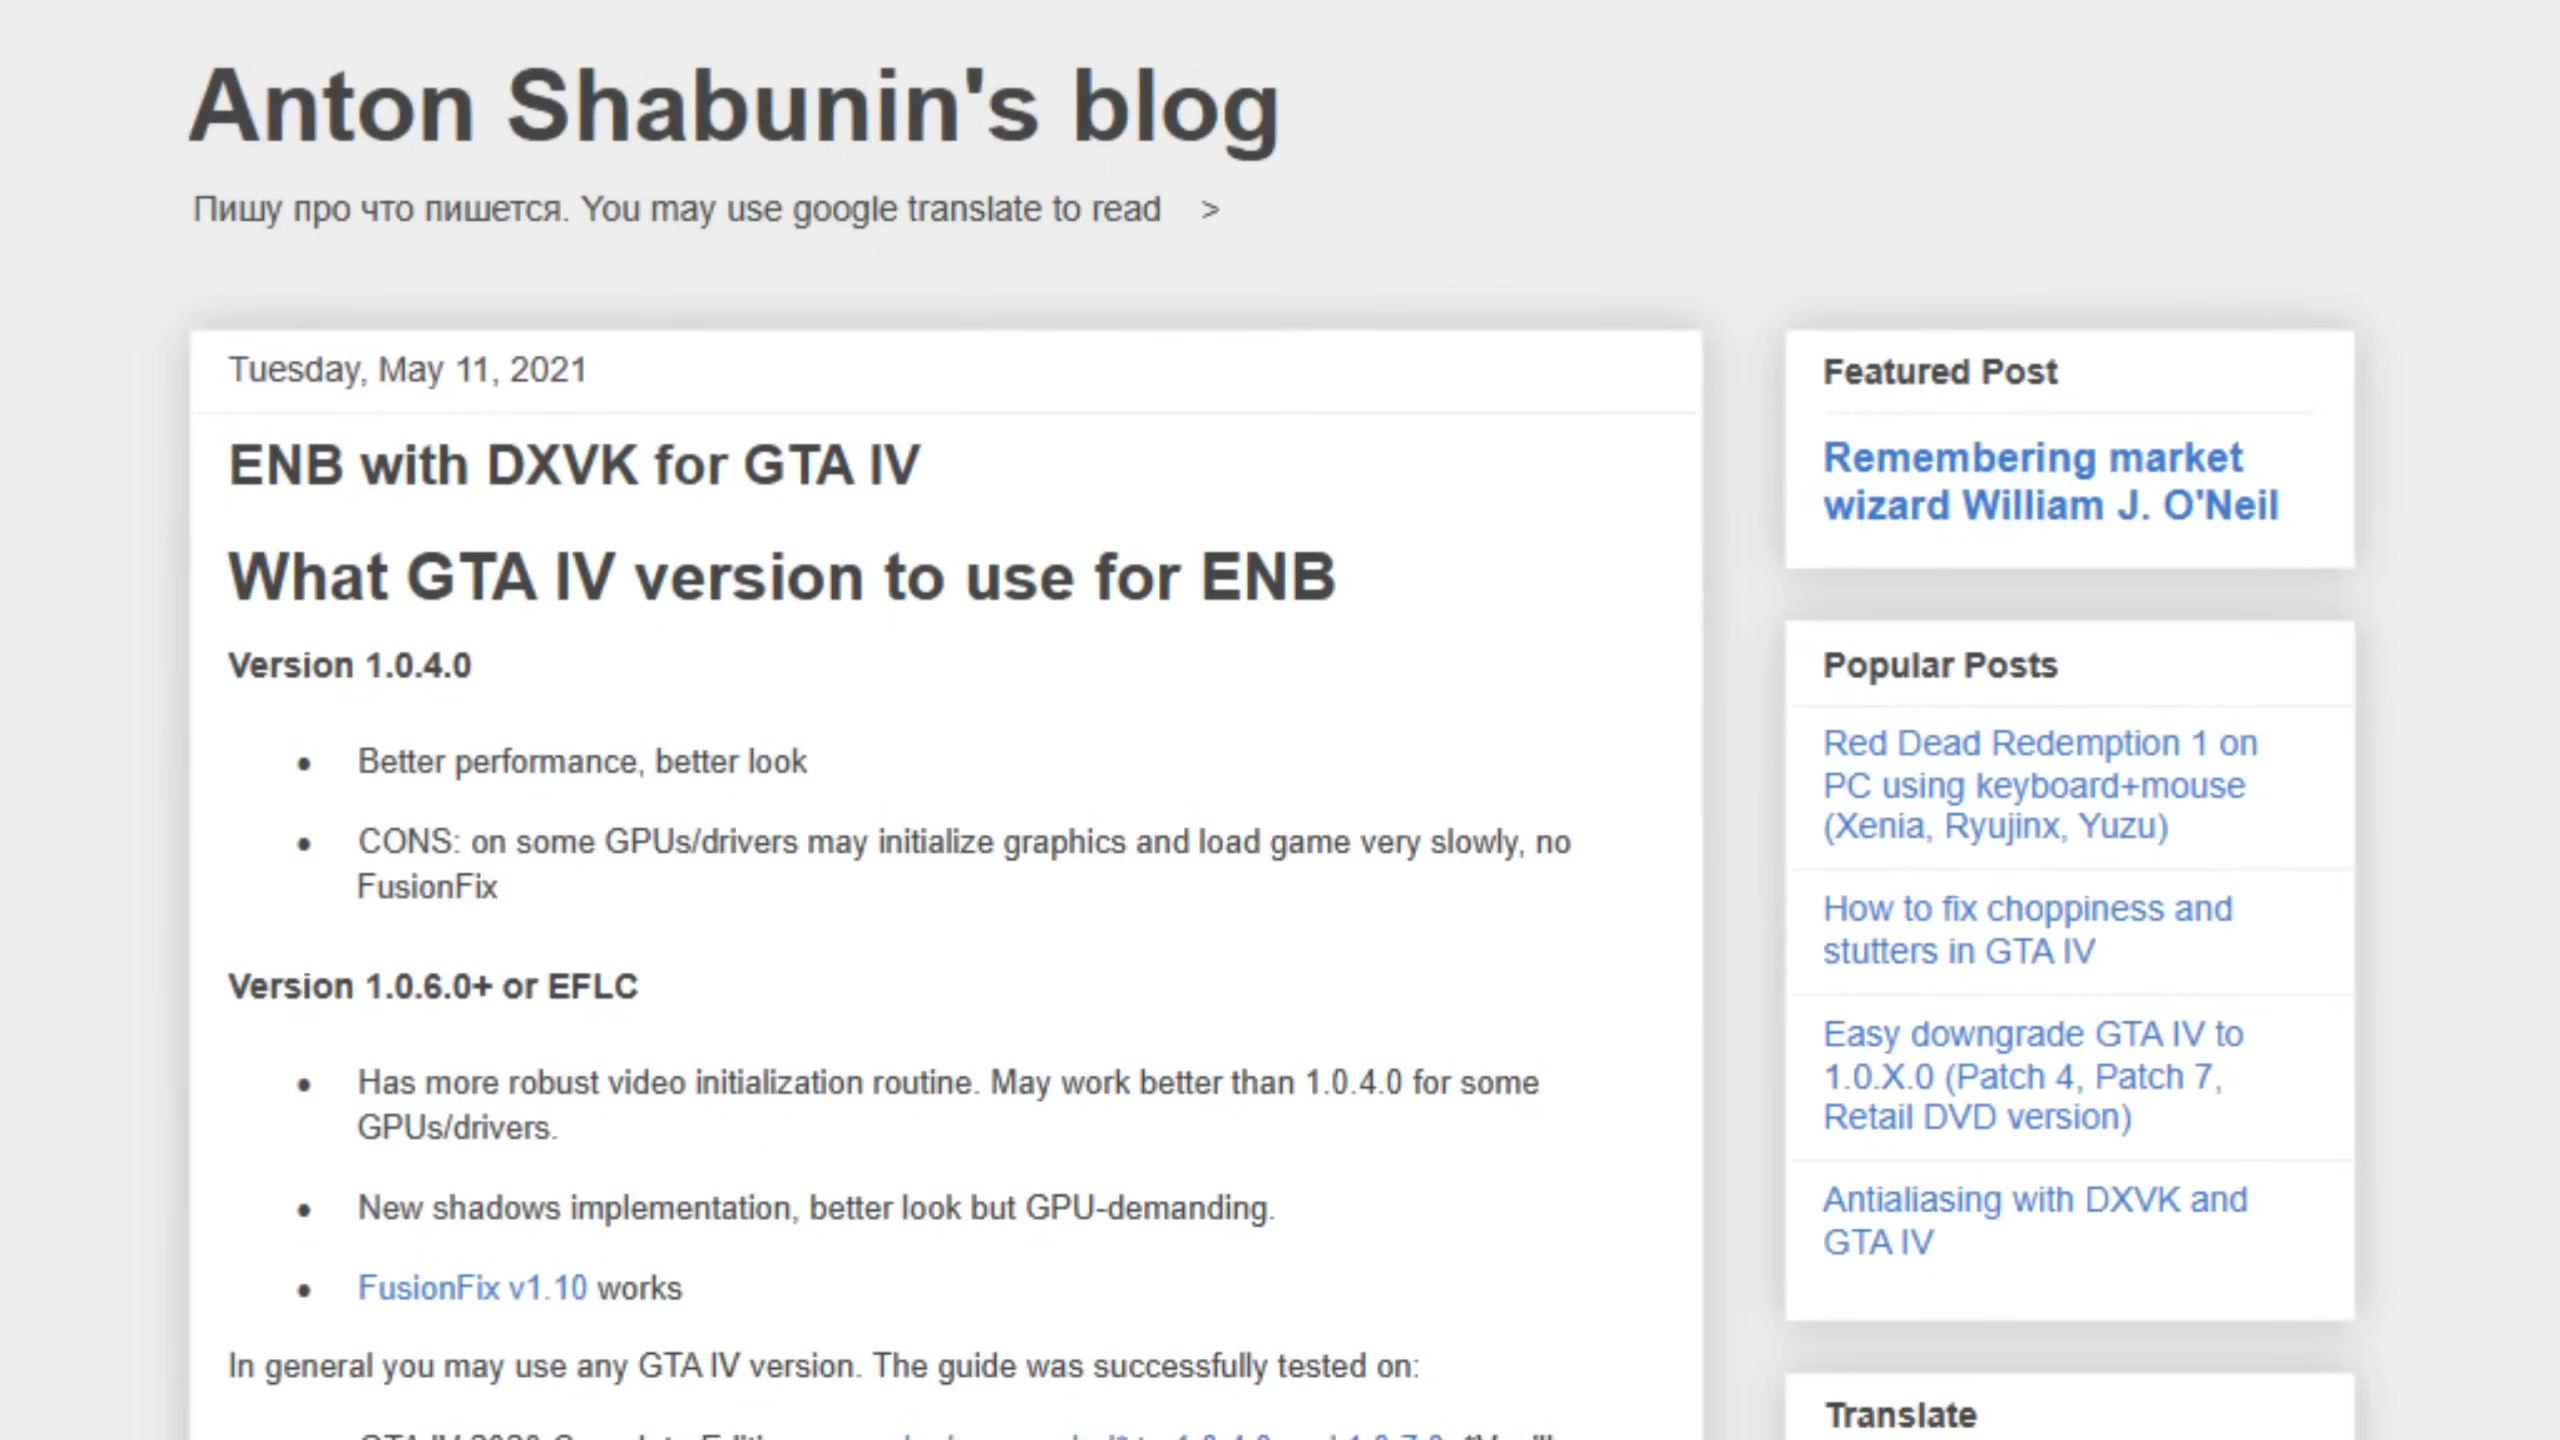 Anton Shabunin's blog
Пишу про что пишется. You may use google translate to read >
Tuesday, May 11, 2021
ENB with DXVK for GTA IV
What GTA IV version to use for ENB
Version 1.0.4.0
• Better performance, better look
• CONS: on some GPUs/drivers may initialize graphics and load game very slowly, no
FusionFix
Version 1.0.6.0+ or EFLC
• Has more robust video initialization routine. May work better than 1.0.4.0 for some
GPUs/drivers.
• New shadows implementation, better look but GPU-demanding.
• FusionFix v1.10 works
In general you may use any GTA IV version. The guide was successfully tested on:
Featured Post
Remembering market
wizard William J. O'Neil
Popular Posts
Red Dead Redemption 1 on
PC using keyboard+mouse
(Xenia, Ryujinx, Yuzu)
How to fix choppiness and
stutters in GTA IV
Easy downgrade GTA IV to
1.0.X.0 (Patch 4, Patch 7,
Retail DVD version)
Antialiasing with DXVK and
GTA IV
Translate